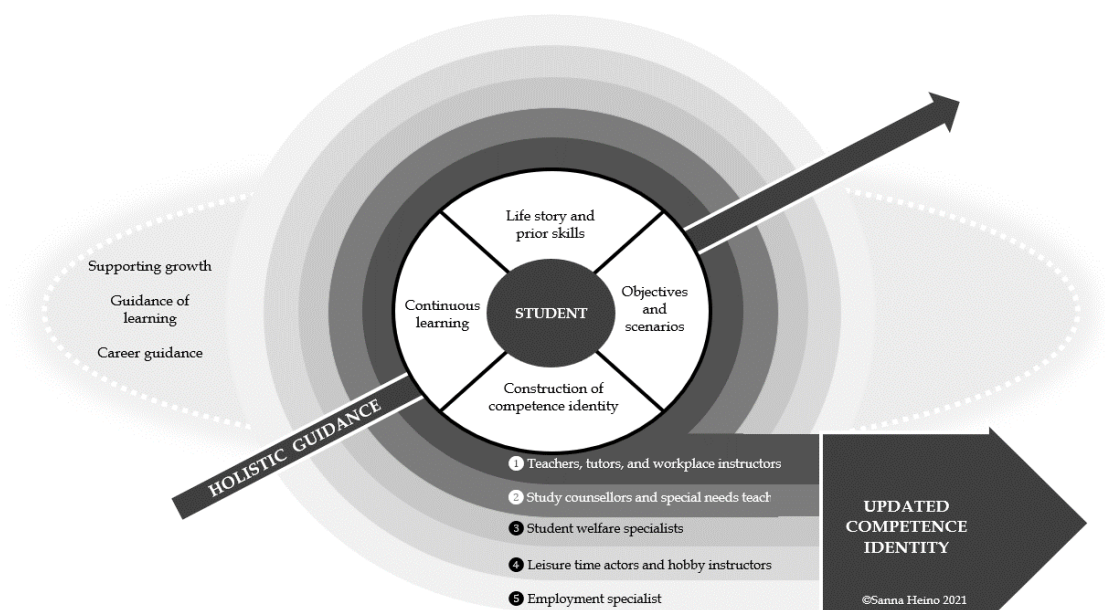 Life story and
prior skills
Supporting growth
Guidance of
learning
Career guidance
Continuous
learning
STUDENT
Objectives
and
scenarios
Construction of
competence identity
HOLISTIC GUIDANCE
1 Teachers, tutors, and workplace instructors
2 Study counsellors and special needs teach
3 Student welfare specialists
4 Leisure time actors and hobby instructors
5 Employment specialist
UPDATED
COMPETENCE
IDENTITY
©Sanna Heino 2021